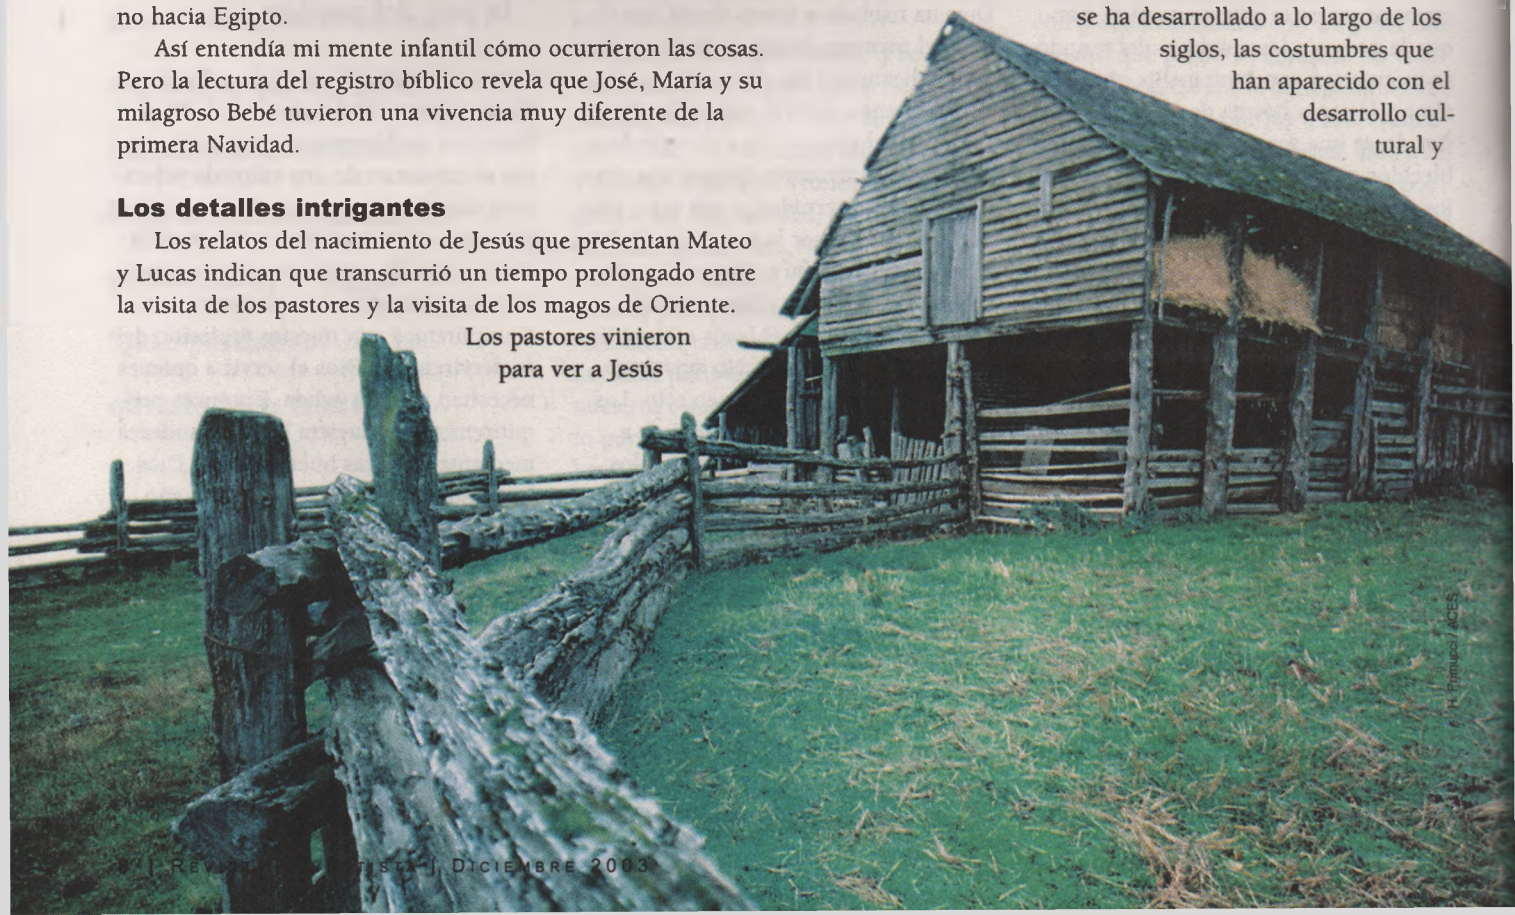 no hacia Egipto.
Así entendía mi mente infantil cómo ocurrieron las cosas.
Pero la lectura del registro bíblico revela que José, María y su
milagroso Bebé tuvieron una vivencia muy diferente de la
primera Navidad.
Los detalles intrigantes
Los relatos del nacimiento de Jesús que presentan Mateo
y Lucas indican que transcurrió un tiempo prolongado entre
la visita de los pastores y la visita de los magos de Oriente.
Los pastores vinieron
para ver a Jesús
se ha desarrollado a lo largo de los
siglos, las costumbres que
han aparecido con el
desarrollo cul-
tural y
H. Primucci / ACES
| Diciembre 2003